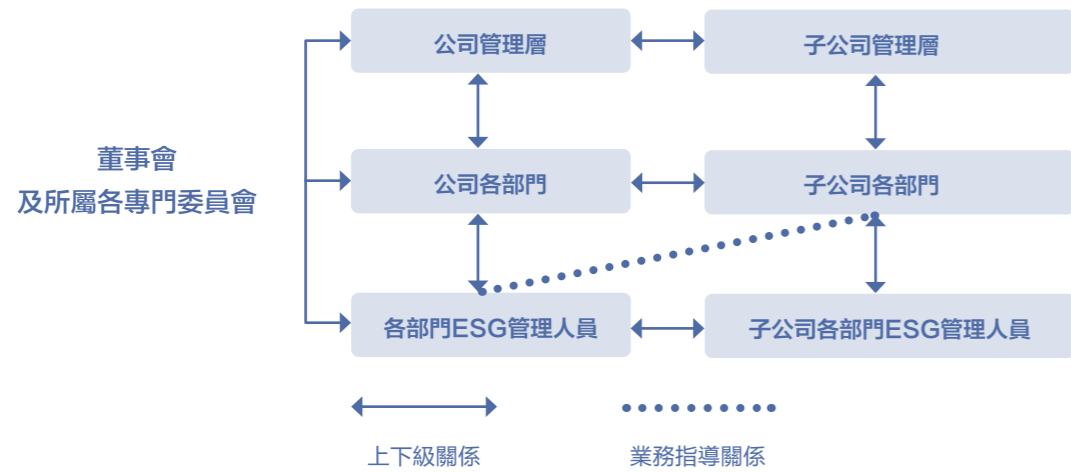 公司管理層
子公司管理層
董事會
及所屬各專門委員會
公司各部門
子公司各部門
各部門ESG管理人員
子公司各部門ESG管理人員
上下級關係
業務指導關係